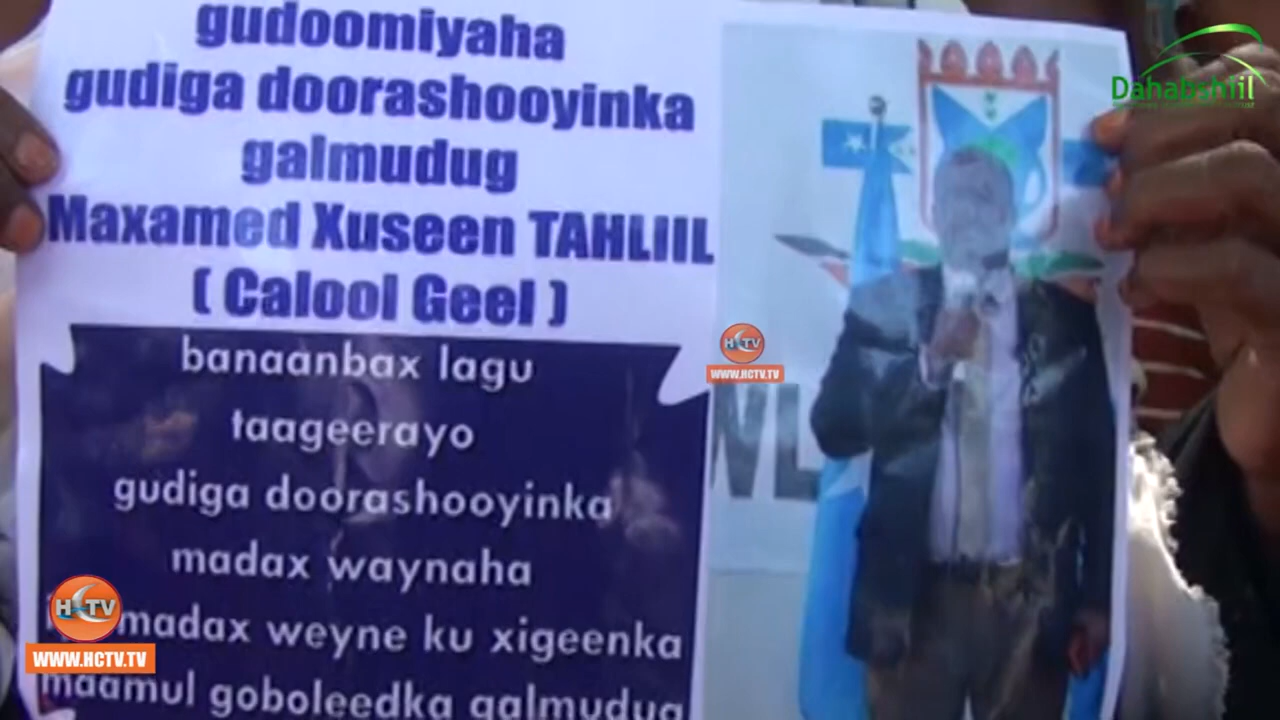 gudoomiyaha
gudiga doorashooyinka
galmudug
Maxamed Xuseen TAHLIIL
( Calool Geel )
banaanbax lagu
taageerayo
gudiga doorashooyinka
madax waynaha
madax weyne ku xigeenka
maamul goboleedka galmudug
WL
Dahabshiil
HCTV
WWW.HCTV.TV
HCTV
WWW.HCTV.TV